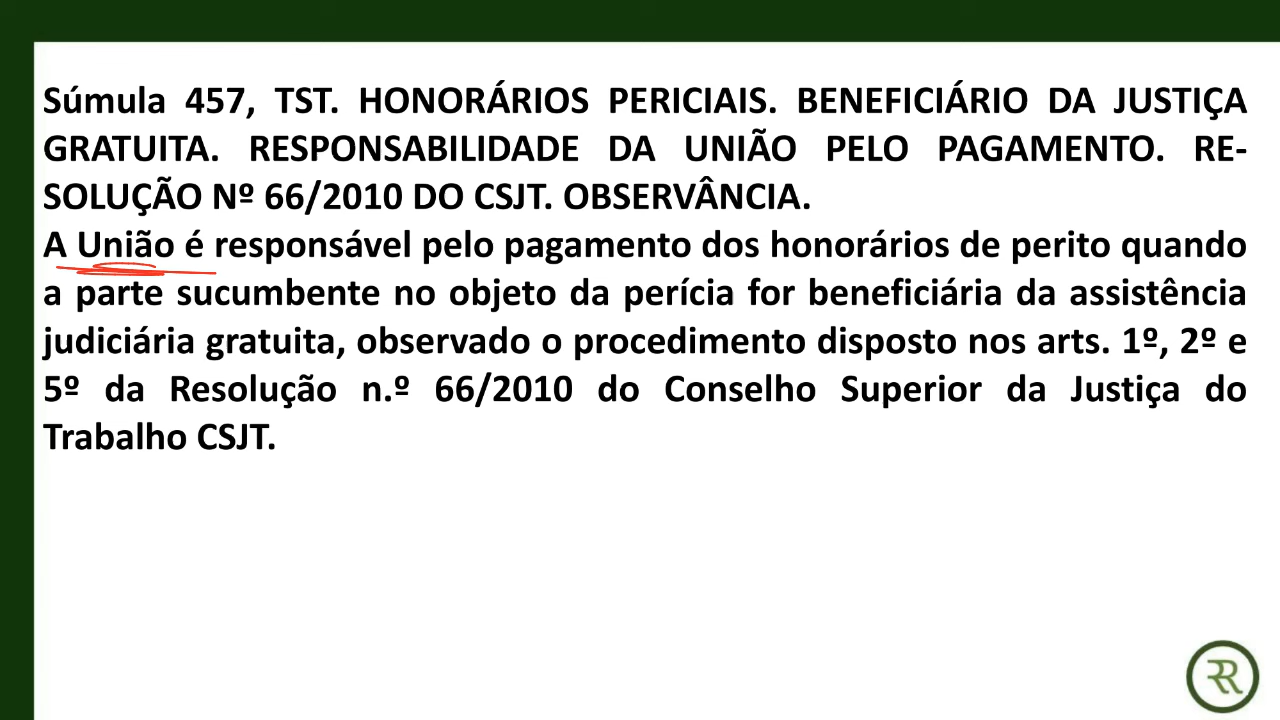 Súmula 457, TST. HONORÁRIOS PERICIAIS. BENEFICIÁRIO DA JUSTIÇA
GRATUITA. RESPONSABILIDADE DA UNIÃO PELO PAGAMENTO. RE-
SOLUÇÃO Nº 66/2010 DO CSJT. OBSERVÂNCIA.
A União é responsável pelo pagamento dos honorários de perito quando
a parte sucumbente no objeto da perícia for beneficiária da assistência
judiciária gratuita, observado o procedimento disposto nos arts. 1º, 2º e
5º da Resolução n.º 66/2010 do Conselho Superior da Justiça do
Trabalho CSJT.